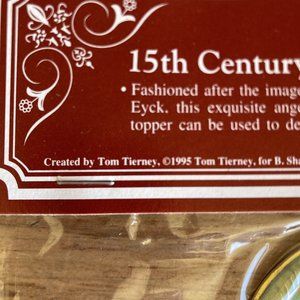 15th Century
• Fashioned after the image
Eyck, this exquisite ang
topper can be used to de
Created by Tom Tierney, ©1995 Tom Tierney, for B. Sha